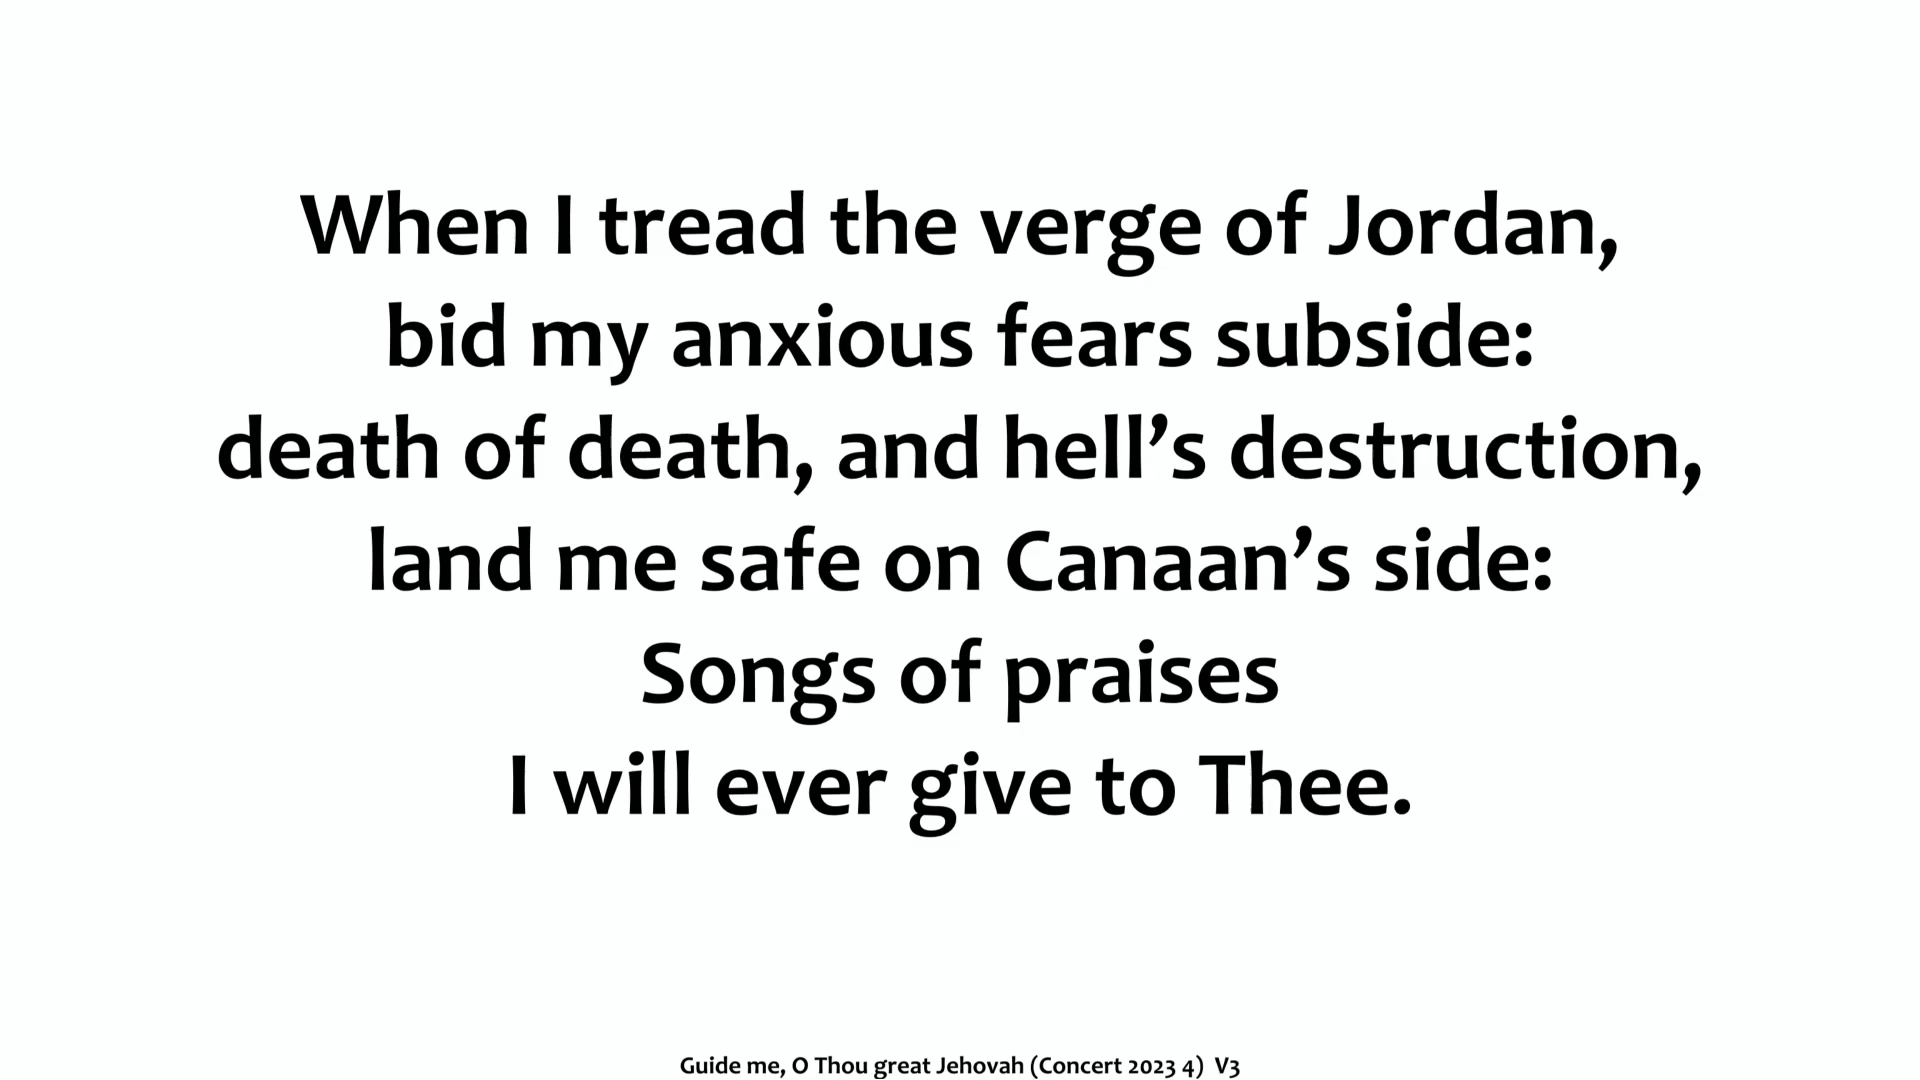 When I tread the verge of Jordan,
bid my anxious fears subside:
death of death, and hell’s destruction,
land me safe on Canaan’s side:
Songs of praises
I will ever give to Thee.
Guide me, O Thou great Jehovah (Concert 2023 4)  V3